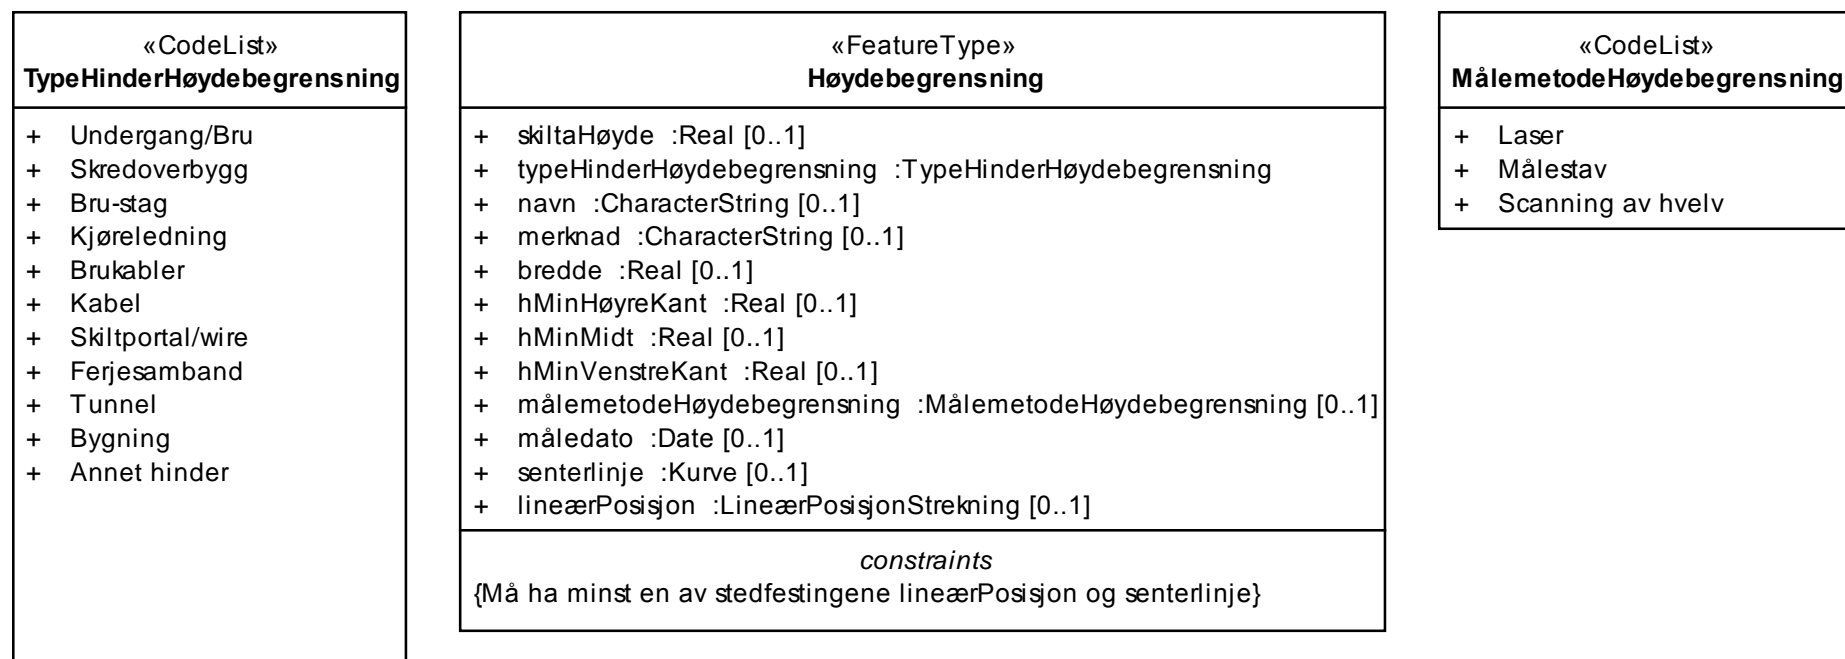 «CodeList»
TypeHinderHøydebegrensning
+ Undergang/Bru
+ Skredoverbygg
+ Bru-stag
+ Kjøreledning
+ Brukabler
+ Kabel
+ Skiltportal/wire
+ Ferjesamband
+ Tunnel
+ Bygning
+ Annet hinder
«FeatureType»
Høydebegrensning
+ skiltaHøyde :Real [0..1]
+ typeHinderHøydebegrensning :TypeHinderHøydebegrensning
+ navn :CharacterString [0..1]
+ merknad :CharacterString [0..1]
+ bredde :Real [0..1]
+ hMinHøyreKant :Real [0..1]
+ hMinMidt :Real [0..1]
+ hMinVenstreKant :Real [0..1]
+ målemetodeHøydebegrensning :MålemetodeHøydebegrensning [0..1]
+ måledato :Date [0..1]
+ senterlinje :Kurve [0..1]
+ lineærPosisjon :LineærPosisjonStrekning [0..1]
constraints
{Må ha minst en av stedfestingene lineærPosisjon og senterlinje}
«CodeList»
MålemetodeHøydebegrensning
+ Laser
+ Målestav
+ Scanning av hvelv